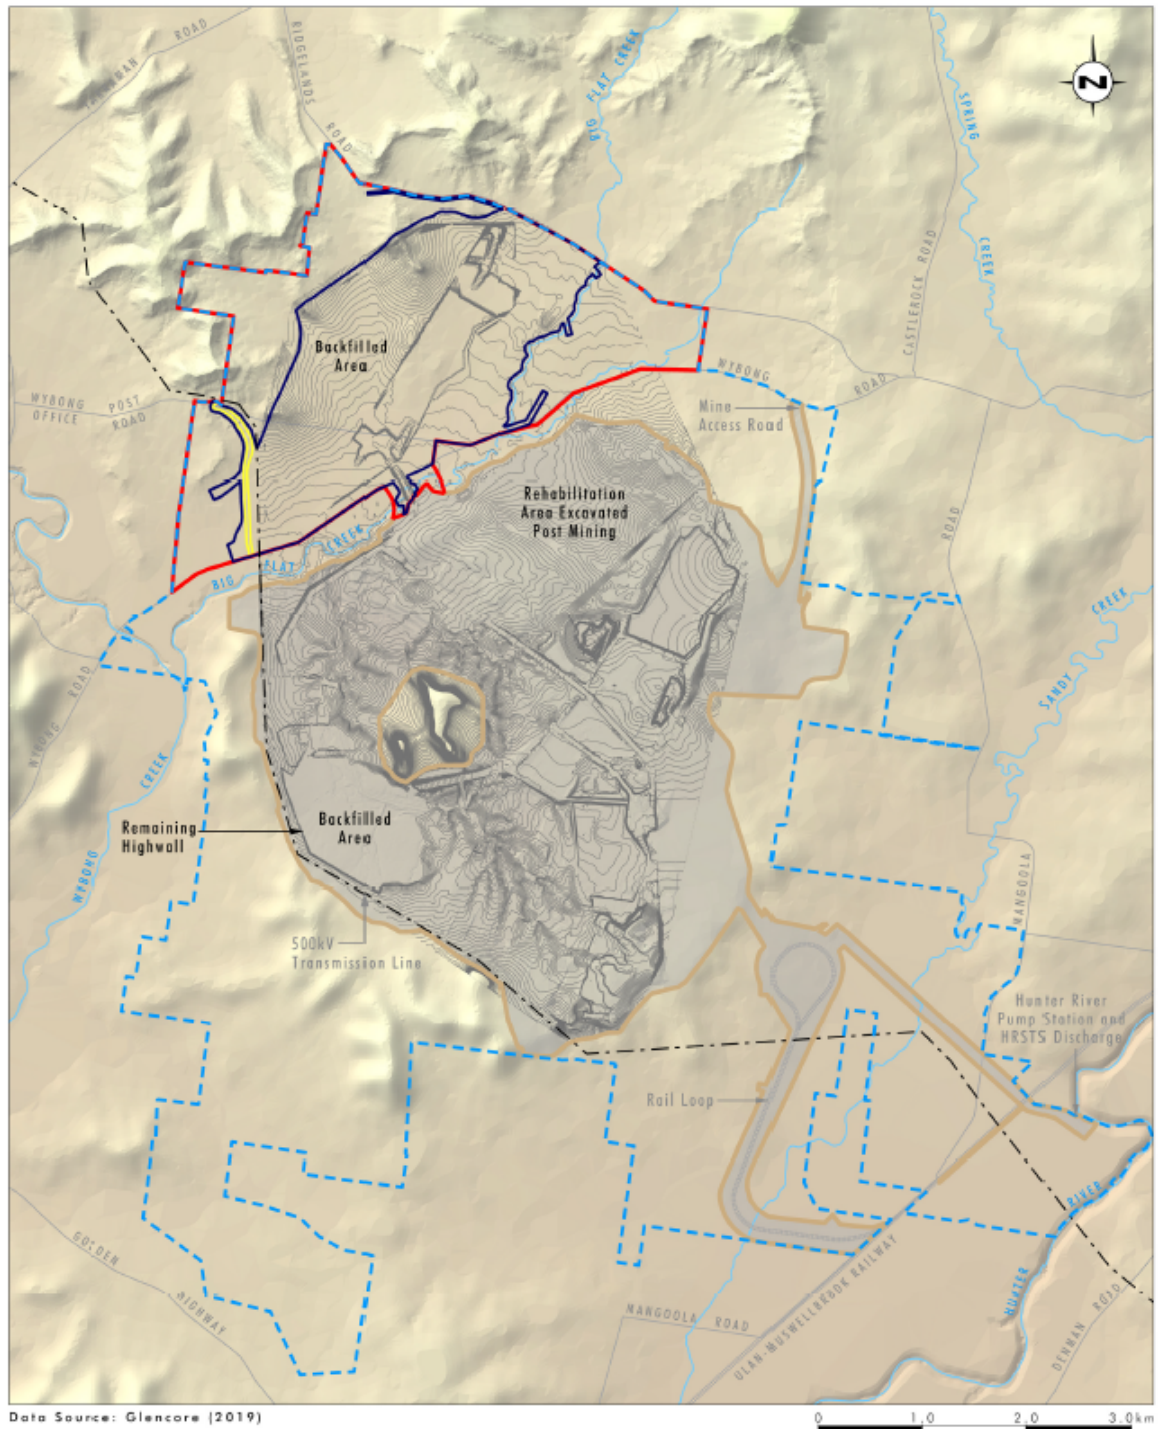 ROAD
RIDGELANDS
ROAD
BIG FLAT CREEK
SPRING
CREEK
N
CASTLEROCK ROAD
Backfilled
Area
WYBONG
ROAD
WYBONG POST
OFFICE ROAD
Mine
Access Road
Rehabilitation
Area Excavated
Post Mining
ROAD
BIG FLAT CREEK
CREEK
SANDY
WYBONG ROAD
CREEK
WYBONG
Remaining
Highwall
Backfilled
Area
MANGOOLA
500kV
Transmission Line
Hunter River
Pump Station and
HRSTS Discharge
Rail Loop
RIVER
HUNTER
GOLDEN
HIGHWAY
MANGOOLA ROAD
ULAN-MUSWELLBROOK RAILWAY
DENMAN ROAD
Data Source: Glencore (2019)
0 1.0 2.0 3.0km